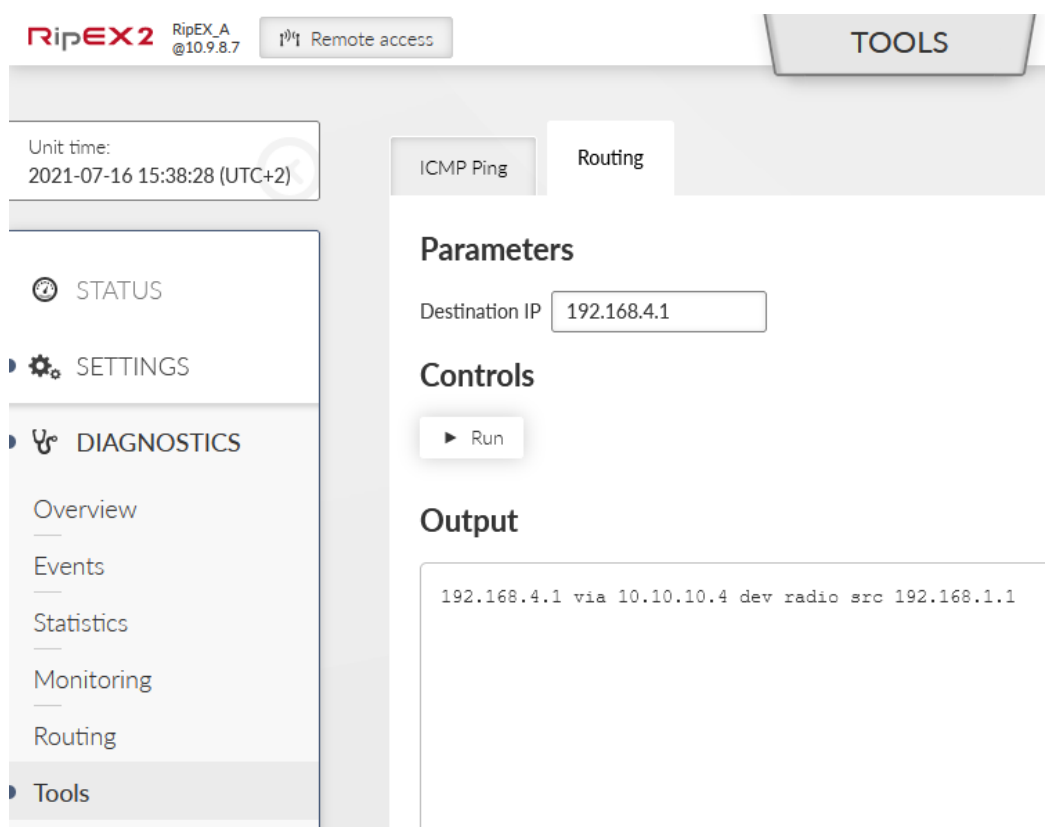 RipEX2
RipEX_A
@10.9.8.7
Remote access
TOOLS
Unit time:
2021-07-16 15:38:28 (UTC+2)
ICMP Ping
Routing
STATUS
SETTINGS
DIAGNOSTICS
Overview
Events
Statistics
Monitoring
Routing
Tools
Parameters
Destination IP 192.168.4.1
Controls
Run
Output
192.168.4.1 via 10.10.10.4 dev radio src 192.168.1.1